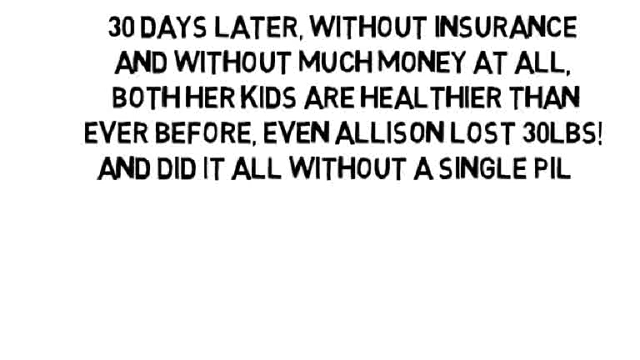 30 DAYS LATER, WITHOUT INSURANCE
AND WITHOUT MUCH MONEY AT ALL,
BOTH HER KIDS ARE HEALTHIER THAN
EVER BEFORE, EVEN ALLISON LOST 30LBS!
AND DID IT ALL WITHOUT A SINGLE PIL